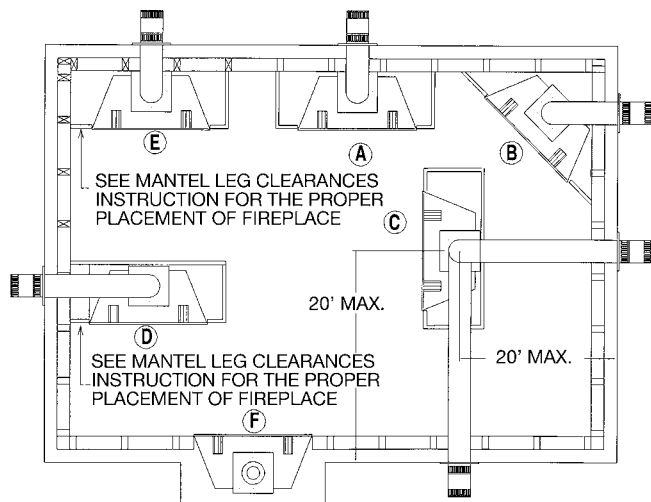 E
A
B
SEE MANTEL LEG CLEARANCES
INSTRUCTION FOR THE PROPER
PLACEMENT OF FIREPLACE
C
20' MAX.
D
20' MAX.
SEE MANTEL LEG CLEARANCES
INSTRUCTION FOR THE PROPER
PLACEMENT OF FIREPLACE
F